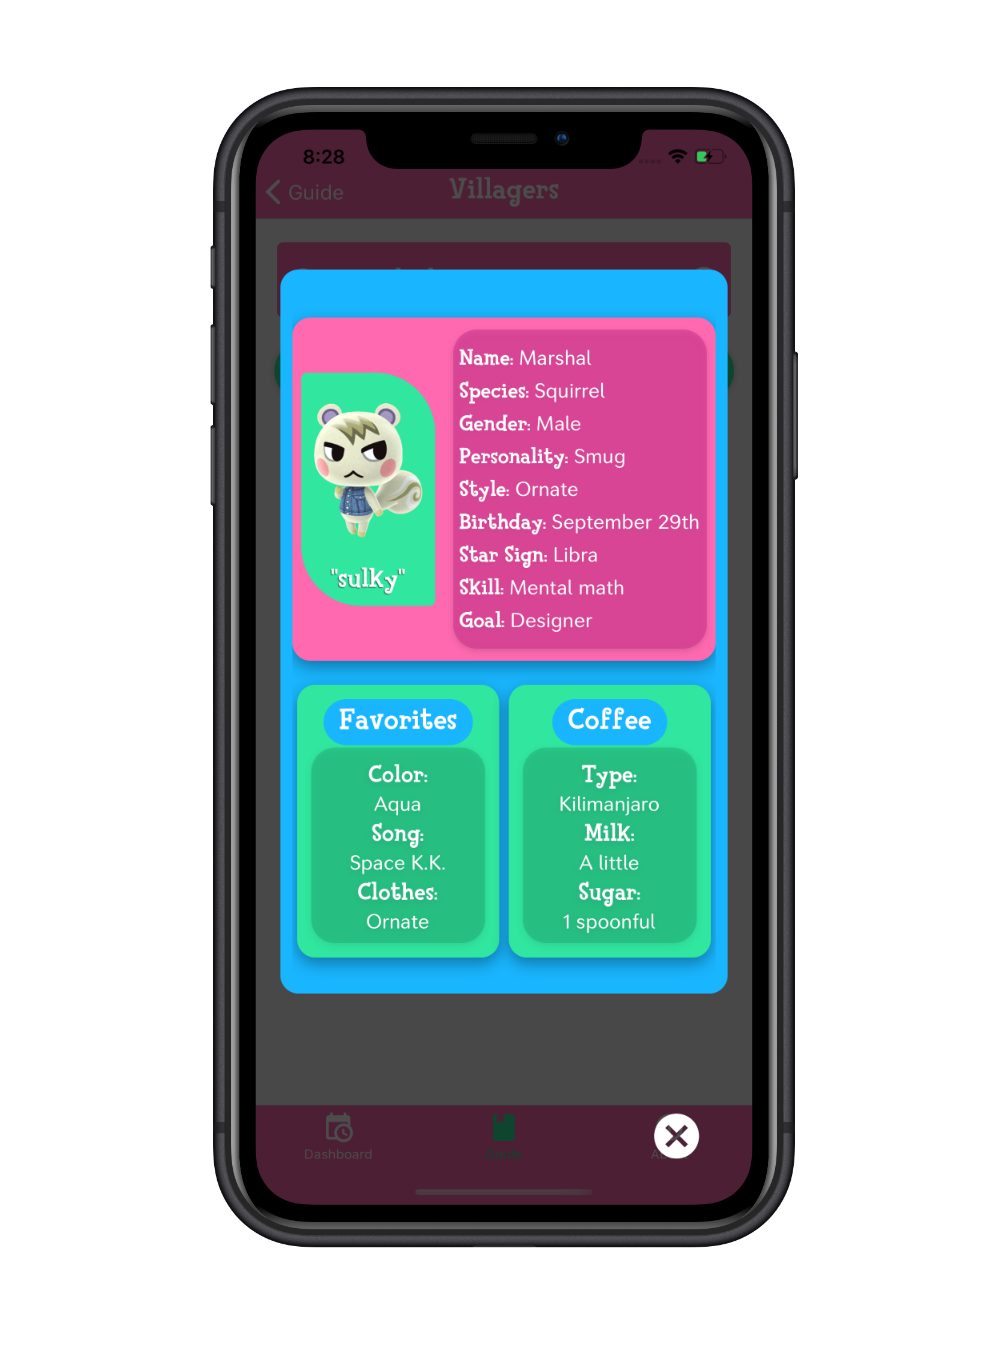 8:28
Guide
Villagers
Name: Marshal
Species: Squirrel
Gender: Male
Personality: Smug
Style: Ornate
Birthday: September 29th
Star Sign: Libra
Skill: Mental math
Goal: Designer
"sulky"
Favorites
Color:
Aqua
Song:
Space K.K.
Clothes:
Ornate
Coffee
Type:
Kilimanjaro
Milk:
A little
Sugar:
1 spoonful
Dashboard
Guide